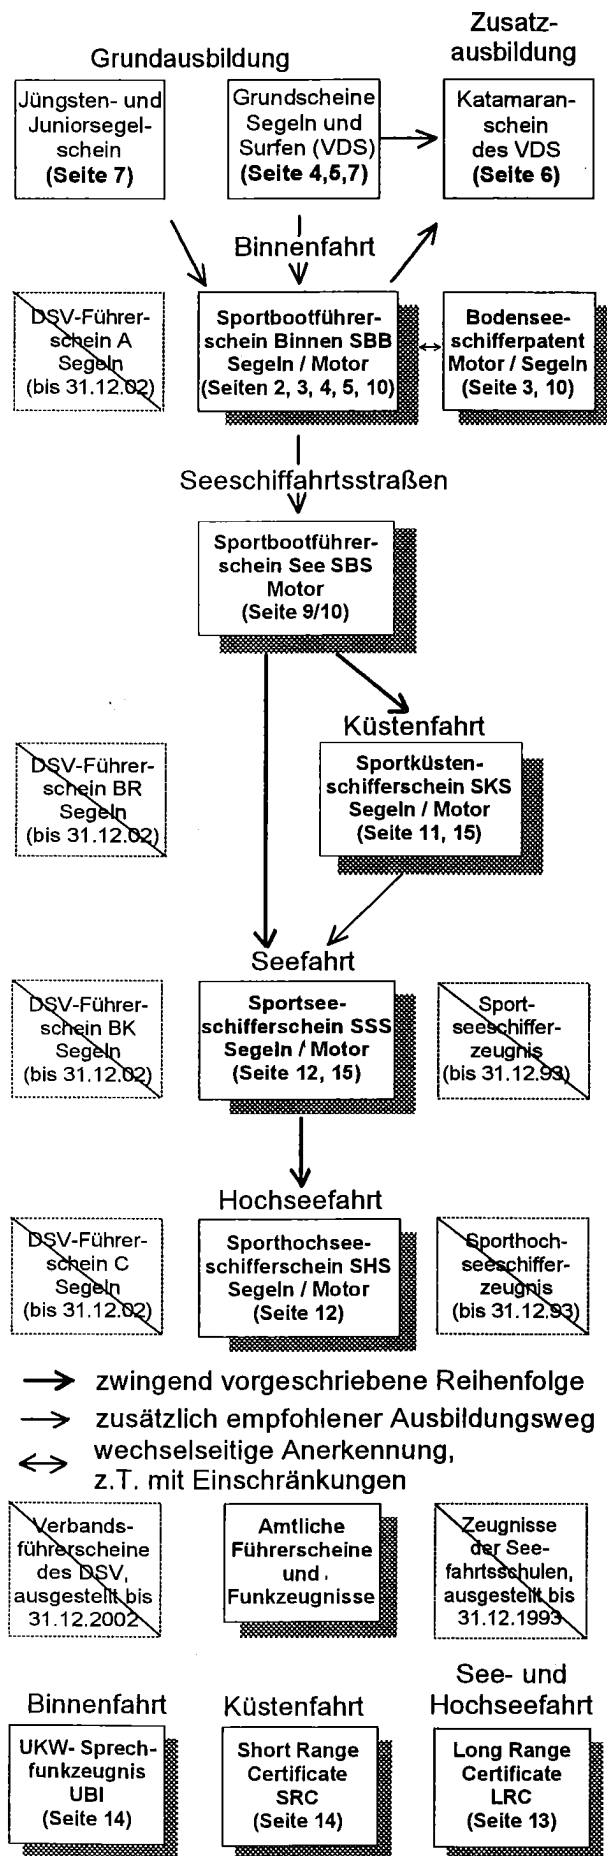 Grundausbildung
Zusatz-
ausbildung
Jüngsten- und
Juniorsegel-
schein
(Seite 7)
Grundscheine
Segeln und
Surfen (VDS)
(Seite 4,5,7)
Katamaran-
schein
des VDS
(Seite 6)
Binnenfahrt
DSV-Führer-
schein A
Segeln
(bis 31.12.02)
Sportbootführer-
schein Binnen SBB
Segeln / Motor
(Seiten 2, 3, 4, 5, 10)
Bodensee-
schifferpatent
Motor / Segeln
(Seite 3, 10)
Seeschiffahrtsstraßen
Sportbootführer-
schein See SBS
Motor
(Seite 9/10)
Küstenfahrt
DSV-Führer-
schein BR
Segeln
(bis 31.12.02)
Sportküsten-
schifferschein SKS
Segeln / Motor
(Seite 11, 15)
Seefahrt
DSV-Führer-
schein BK
Segeln
(bis 31.12.02)
Sportsee-
schifferschein SSS
Segeln / Motor
(Seite 12, 15)
Sport-
seeschiffer-
zeugnis
(bis 31.12.93)
Hochseefahrt
DSV-Führer-
schein C
Segeln
(bis 31.12.02)
Sporthochsee-
schifferschein SHS
Segeln / Motor
(Seite 12)
Sporthoch-
seeschiffer-
zeugnis
(bis 31.12.93)
zwingend vorgeschriebene Reihenfolge
zusätzlich empfohlener Ausbildungsweg
wechselseitige Anerkennung,
z.T. mit Einschränkungen
Verbands-
führerscheine
des DSV,
ausgestellt bis
31.12.2002
Amtliche
Führerscheine
und
Funkzeugnisse
Zeugnisse
der See-
fahrtsschulen,
ausgestellt bis
31.12.1993
Binnenfahrt
Küstenfahrt
See- und
Hochseefahrt
UKW- Sprech-
funkzeugnis
UBI
(Seite 14)
Short Range
Certificate
SRC
(Seite 14)
Long Range
Certificate
LRC
(Seite 13)